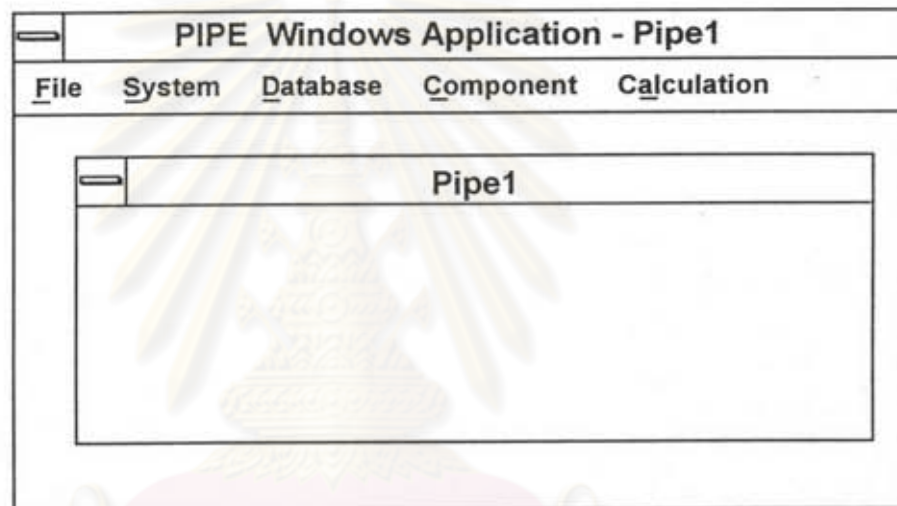 PIPE Windows Application - Pipe1
File System Database Component Calculation
Pipe1